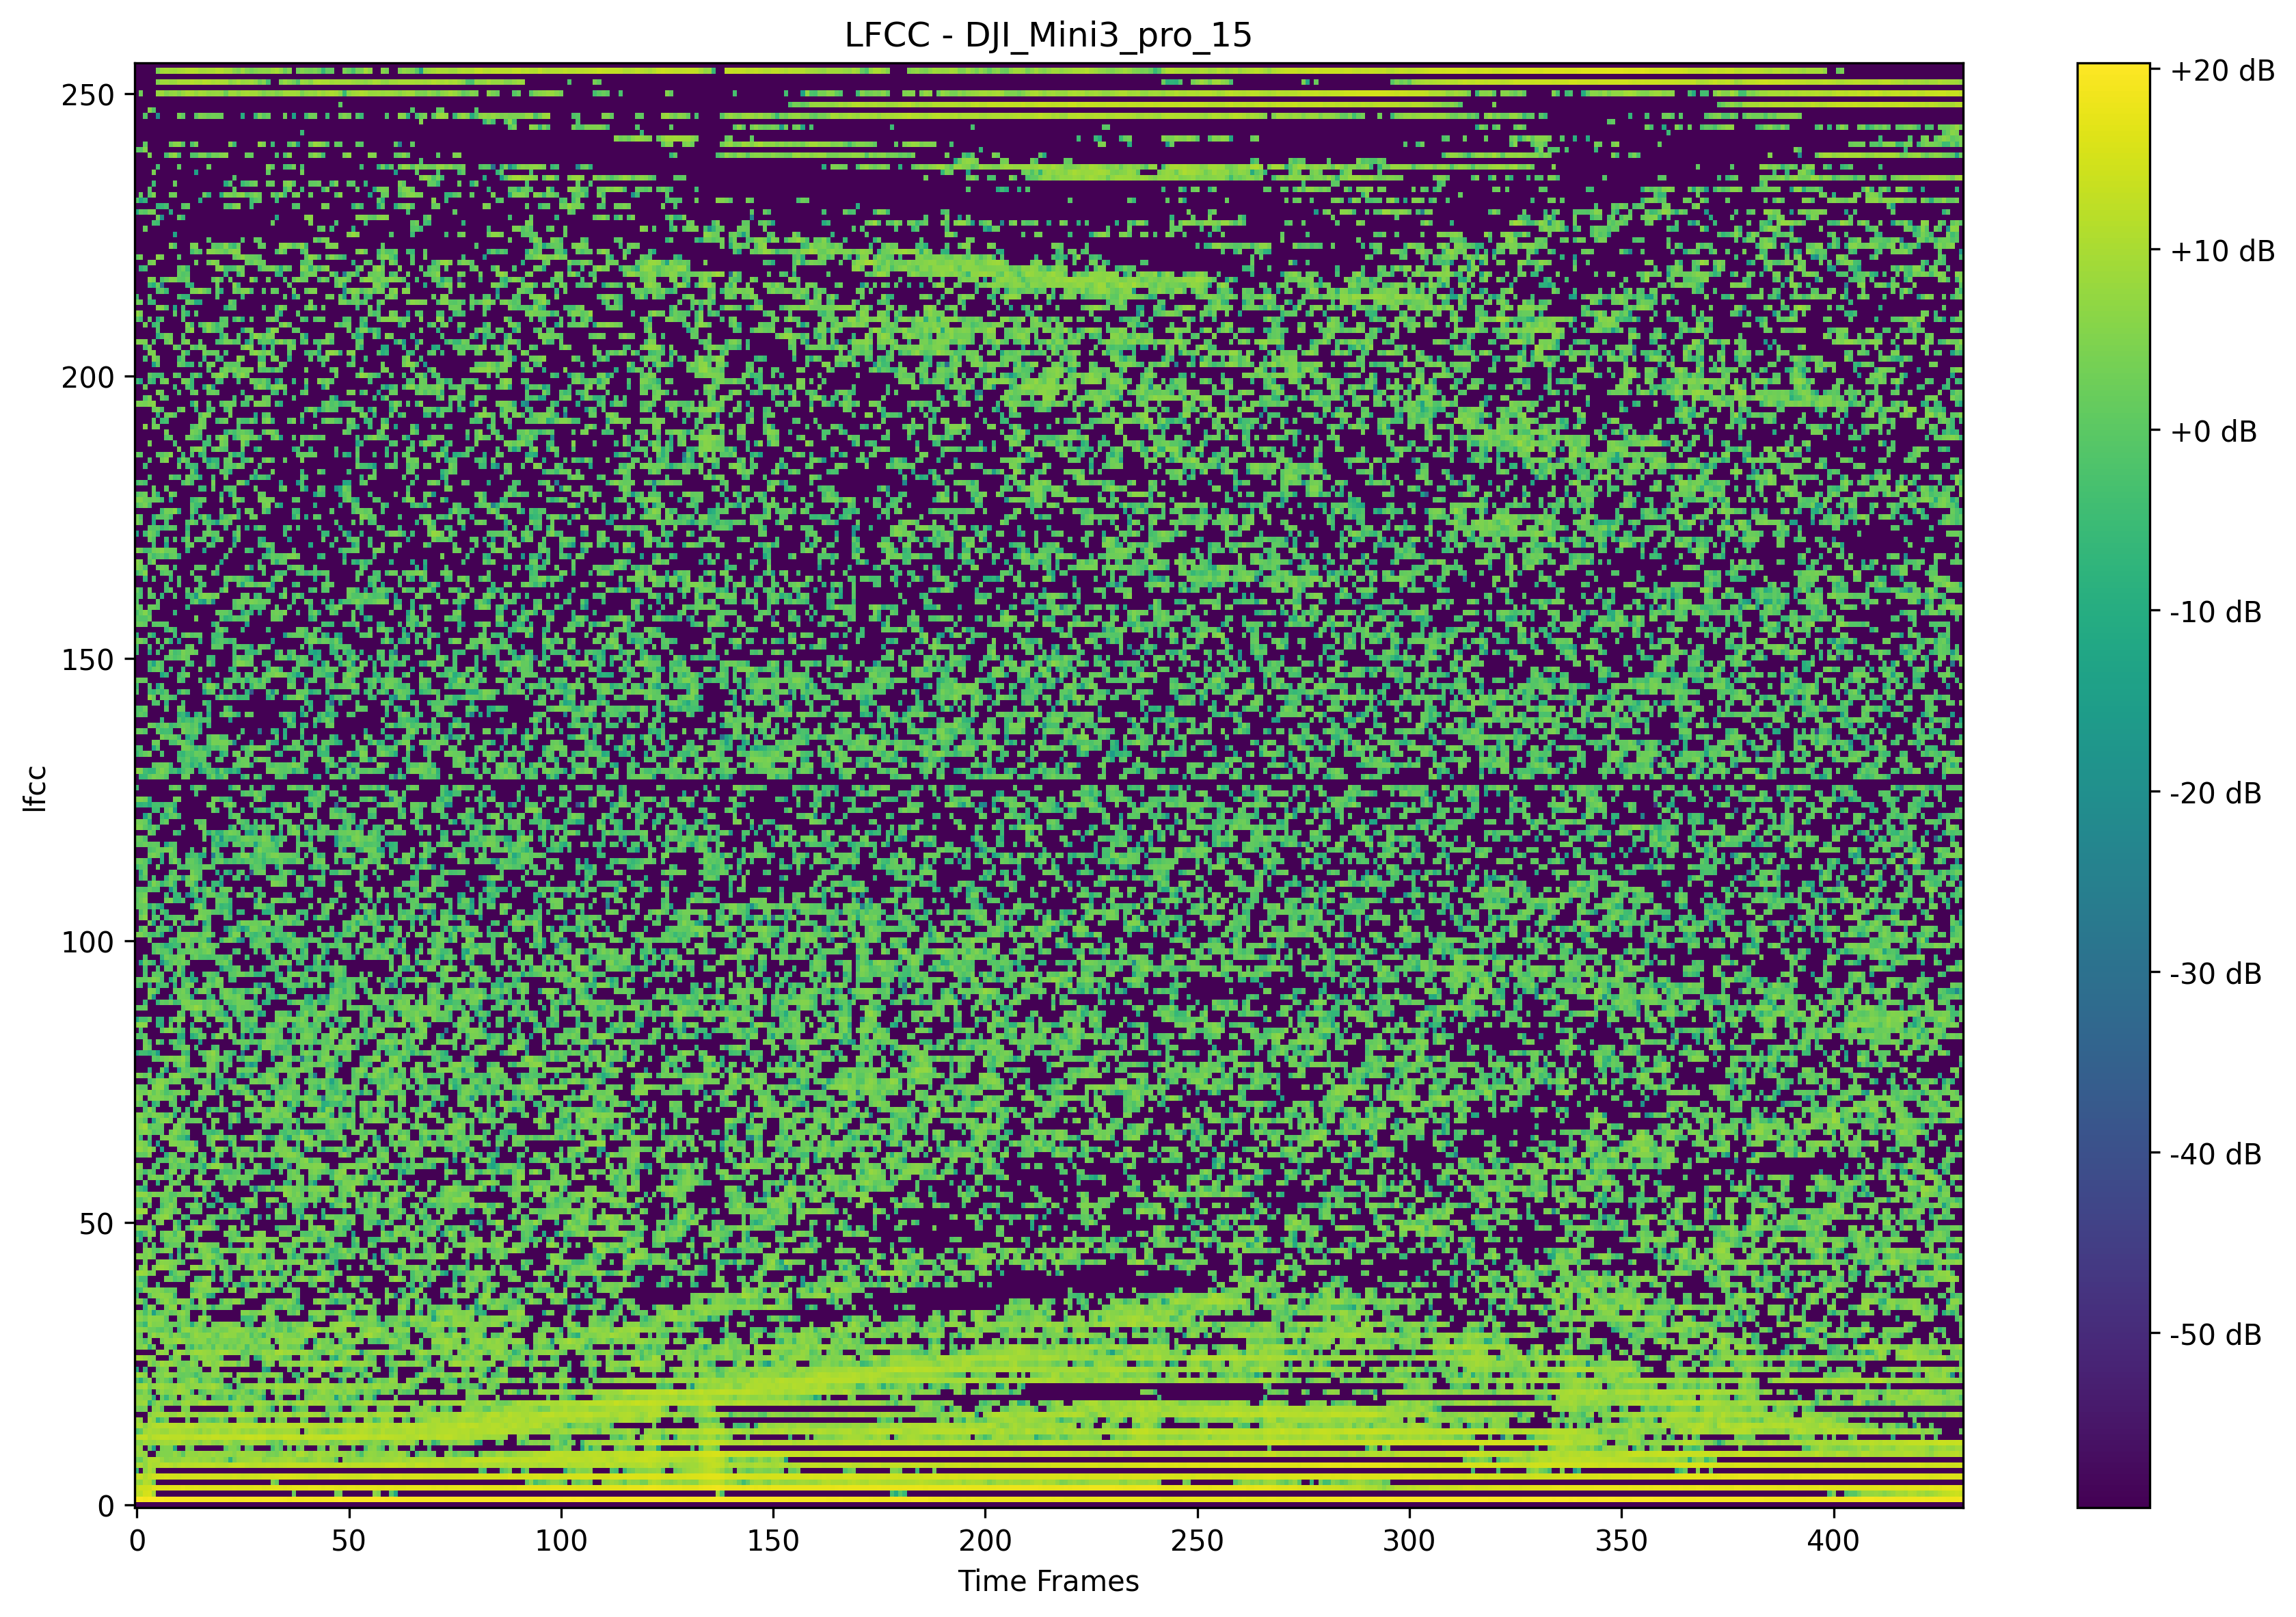 LFCC - DJI_Mini3_pro_15
250
200
150
100
50
0
lfcc
0 50 100 150 200 250 300 350 400
Time Frames
+20 dB
+10 dB
+0 dB
-10 dB
-20 dB
-30 dB
-40 dB
-50 dB